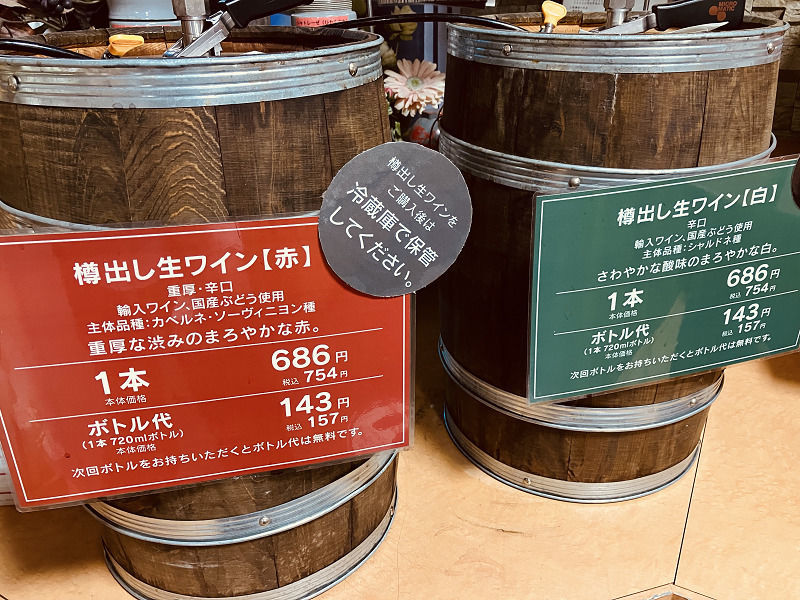 樽出し生ワイン【赤】
重厚・辛口
輸入ワイン、国産ぶどう使用
主体品種：カベルネ・ソーヴィニヨン種
重厚な渋みのまろやかな赤。
1本 686円
本体価格 税込 754円
ボトル代 143円
(1本 720mlボトル) 税込 157円
本体価格
次回ボトルをお持ちいただくとボトル代は無料です。
樽出し生ワインを
ご購入後は
冷蔵庫で保管
してください。
樽出し生ワイン【白】
辛口
輸入ワイン、国産ぶどう使用
主体品種：シャルドネ種
さわやかな酸味のまろやかな白。
1本 686円
本体価格 税込 754円
ボトル代 143円
(1本 720mlボトル) 税込 157円
本体価格
次回ボトルをお持ちいただくとボトル代は無料です。
MICRO MATIC